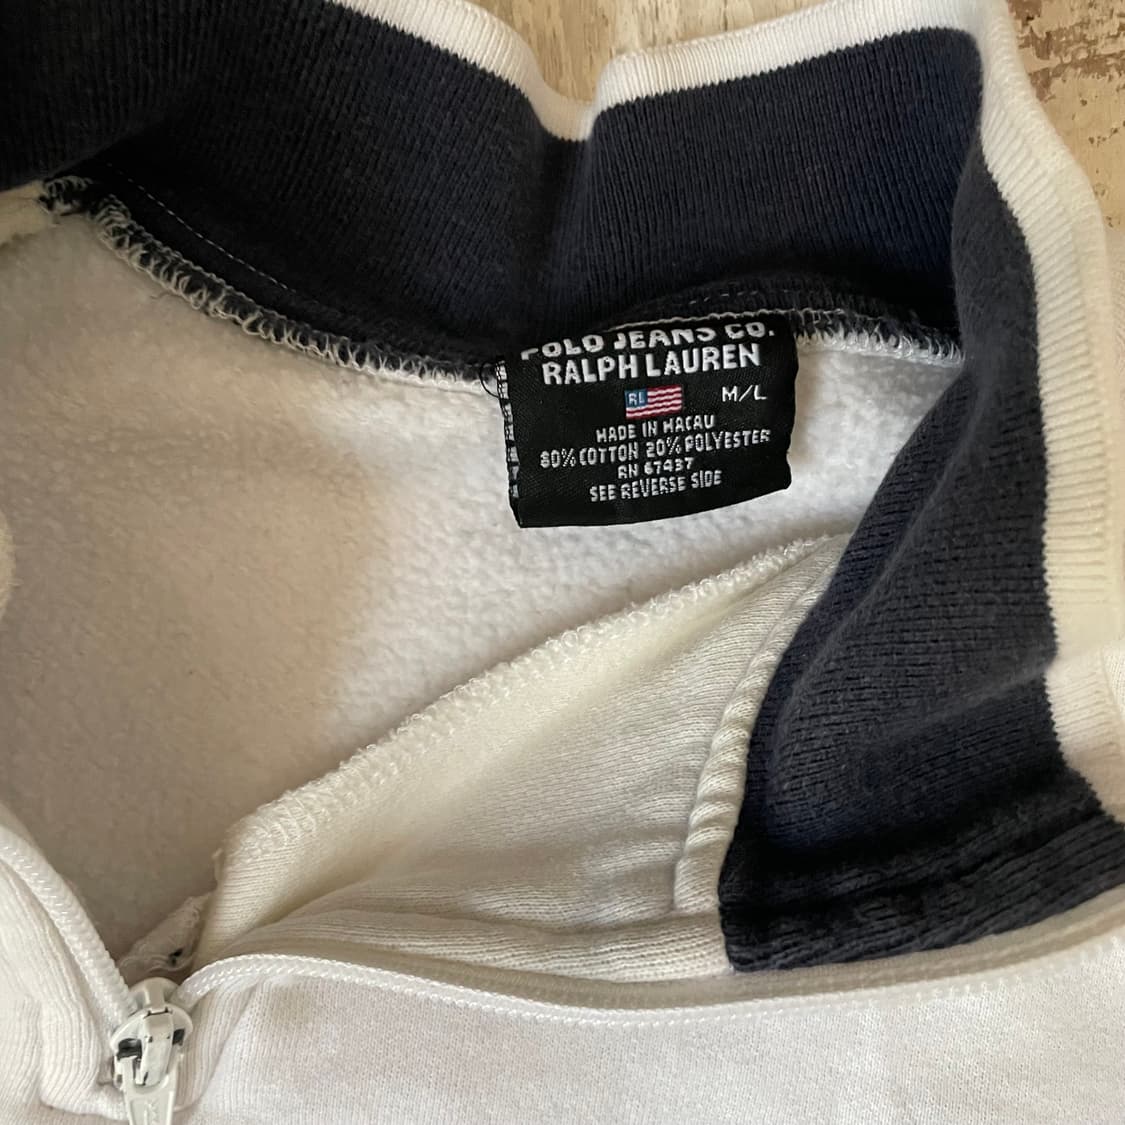 POLO JEANS CO.
RALPH LAUREN
RL
M/L
MADE IN MACAU
80% COTTON 20% POLYESTER
RN 67437
SEE REVERSE SIDE